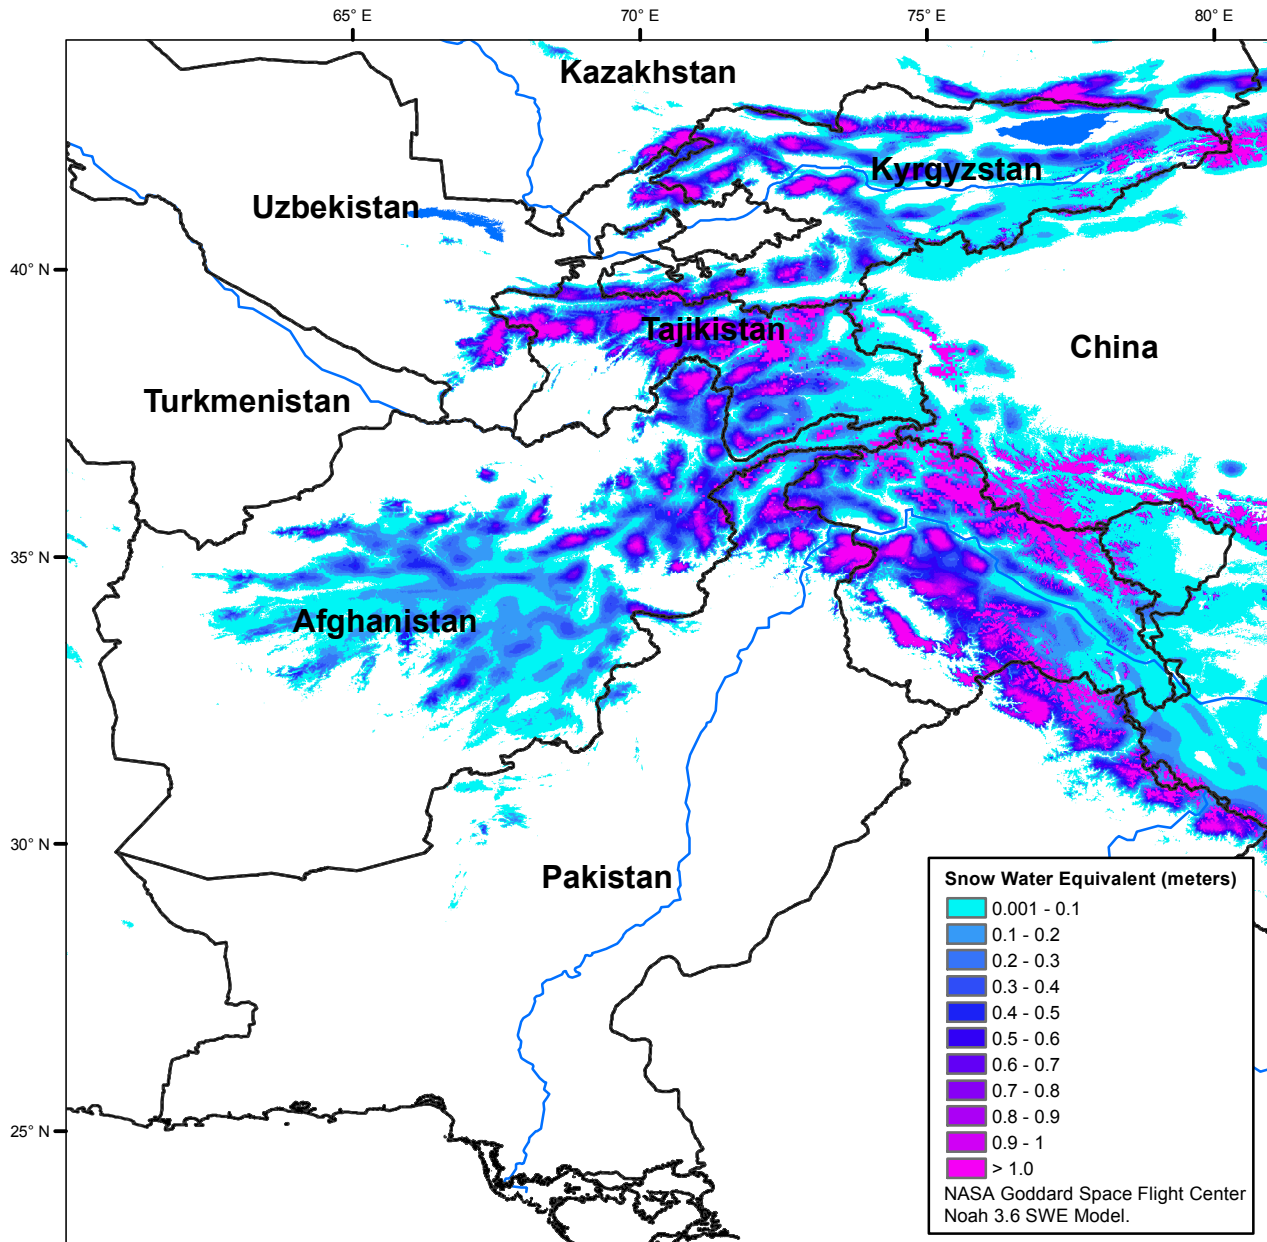 65° E
70° E
75° E
80° E
Kazakhstan
Kyrgyzstan
Uzbekistan
40° N
Tajikistan
China
Turkmenistan
35° N
Afghanistan
30° N
Pakistan
25° N
Snow Water Equivalent (meters)
0.001 - 0.1
0.1 - 0.2
0.2 - 0.3
0.3 - 0.4
0.4 - 0.5
0.5 - 0.6
0.6 - 0.7
0.7 - 0.8
0.8 - 0.9
0.9 - 1
> 1.0
NASA Goddard Space Flight Center
Noah 3.6 SWE Model.